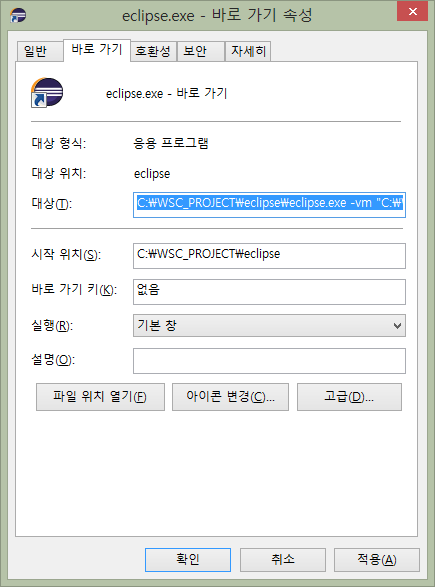 eclipse.exe - 바로 가기 속성
일반 바로 가기 호환성 보안 자세히
eclipse.exe - 바로 가기
대상 형식: 응용 프로그램
대상 위치: eclipse
대상(T): C:₩WSC_PROJECT₩eclipse₩eclipse.exe -vm "C:₩
시작 위치(S): C:₩WSC_PROJECT₩eclipse
바로 가기 키(K): 없음
실행(R): 기본 창
설명(O):
파일 위치 열기(F) 아이콘 변경(C)... 고급(D)...
확인 취소 적용(A)